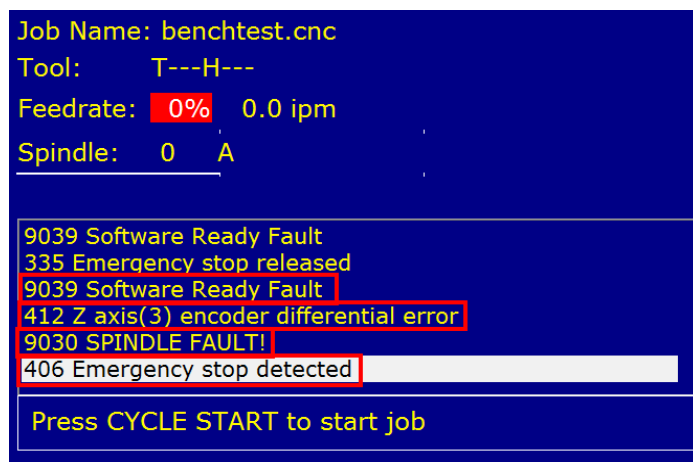 Job Name: benchtest.cnc
Tool: T---H---
Feedrate: 0% 0.0 ipm
Spindle: 0 A
9039 Software Ready Fault
335 Emergency stop released
9039 Software Ready Fault
412 Z axis(3) encoder differential error
9030 SPINDLE FAULT!
406 Emergency stop detected
Press CYCLE START to start job